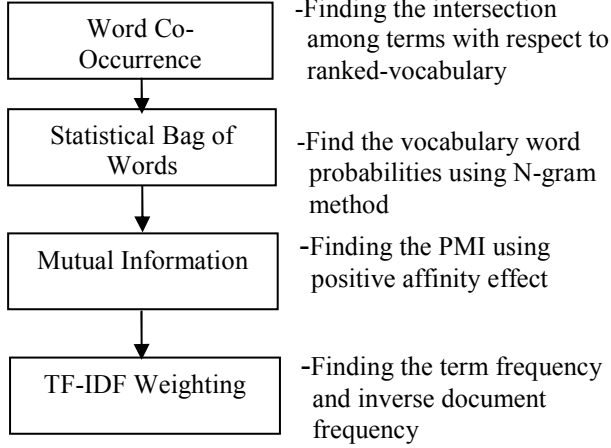 Word Co-
Occurrence
-Finding the intersection
among terms with respect to
ranked-vocabulary
Statistical Bag of
Words
-Find the vocabulary word
probabilities using N-gram
method
Mutual Information
-Finding the PMI using
positive affinity effect
TF-IDF Weighting
-Finding the term frequency
and inverse document
frequency